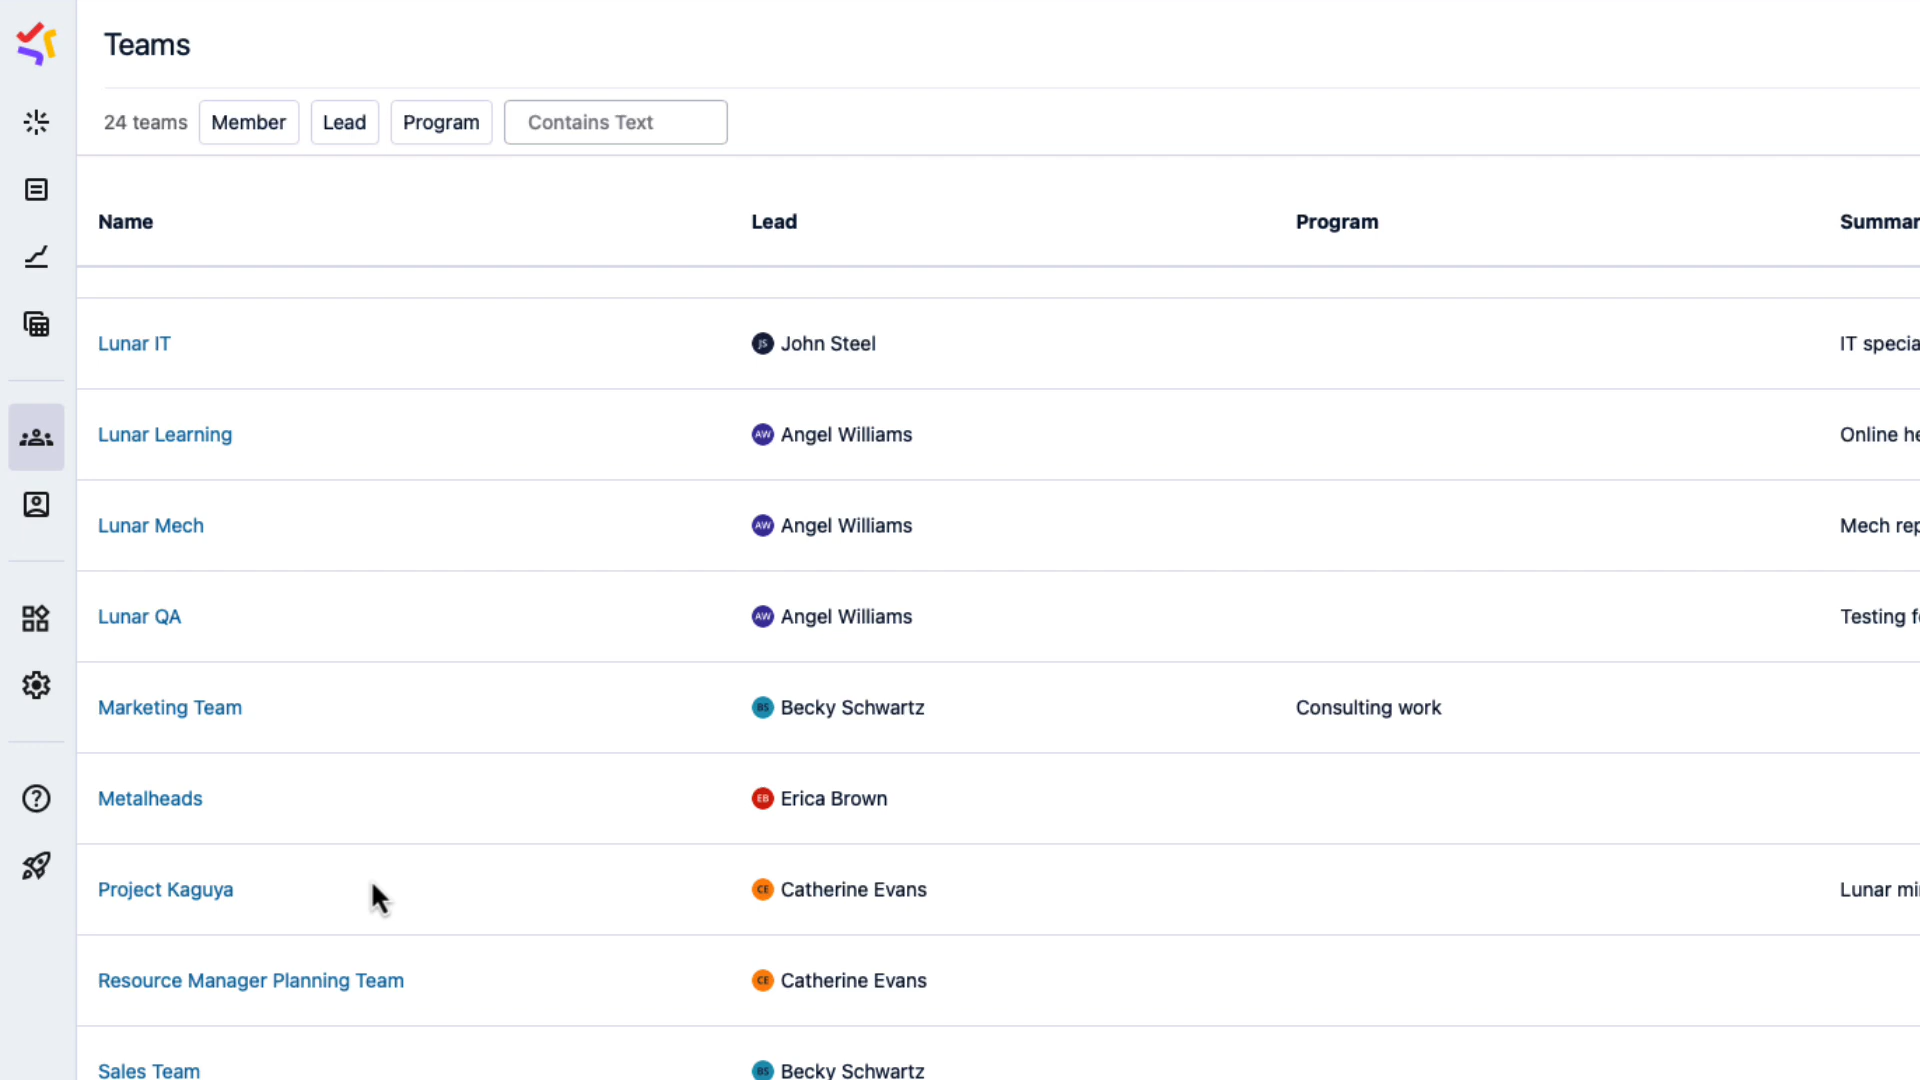 Teams
24 teams Member Lead Program Contains Text
Name Lead Program Summar
Lunar IT JS John Steel IT specia
Lunar Learning AW Angel Williams Online he
Lunar Mech AW Angel Williams Mech rep
Lunar QA AW Angel Williams Testing fo
Marketing Team BS Becky Schwartz Consulting work
Metalheads EB Erica Brown
Project Kaguya CE Catherine Evans Lunar mi
Resource Manager Planning Team CE Catherine Evans
Sales Team BS Becky Schwartz